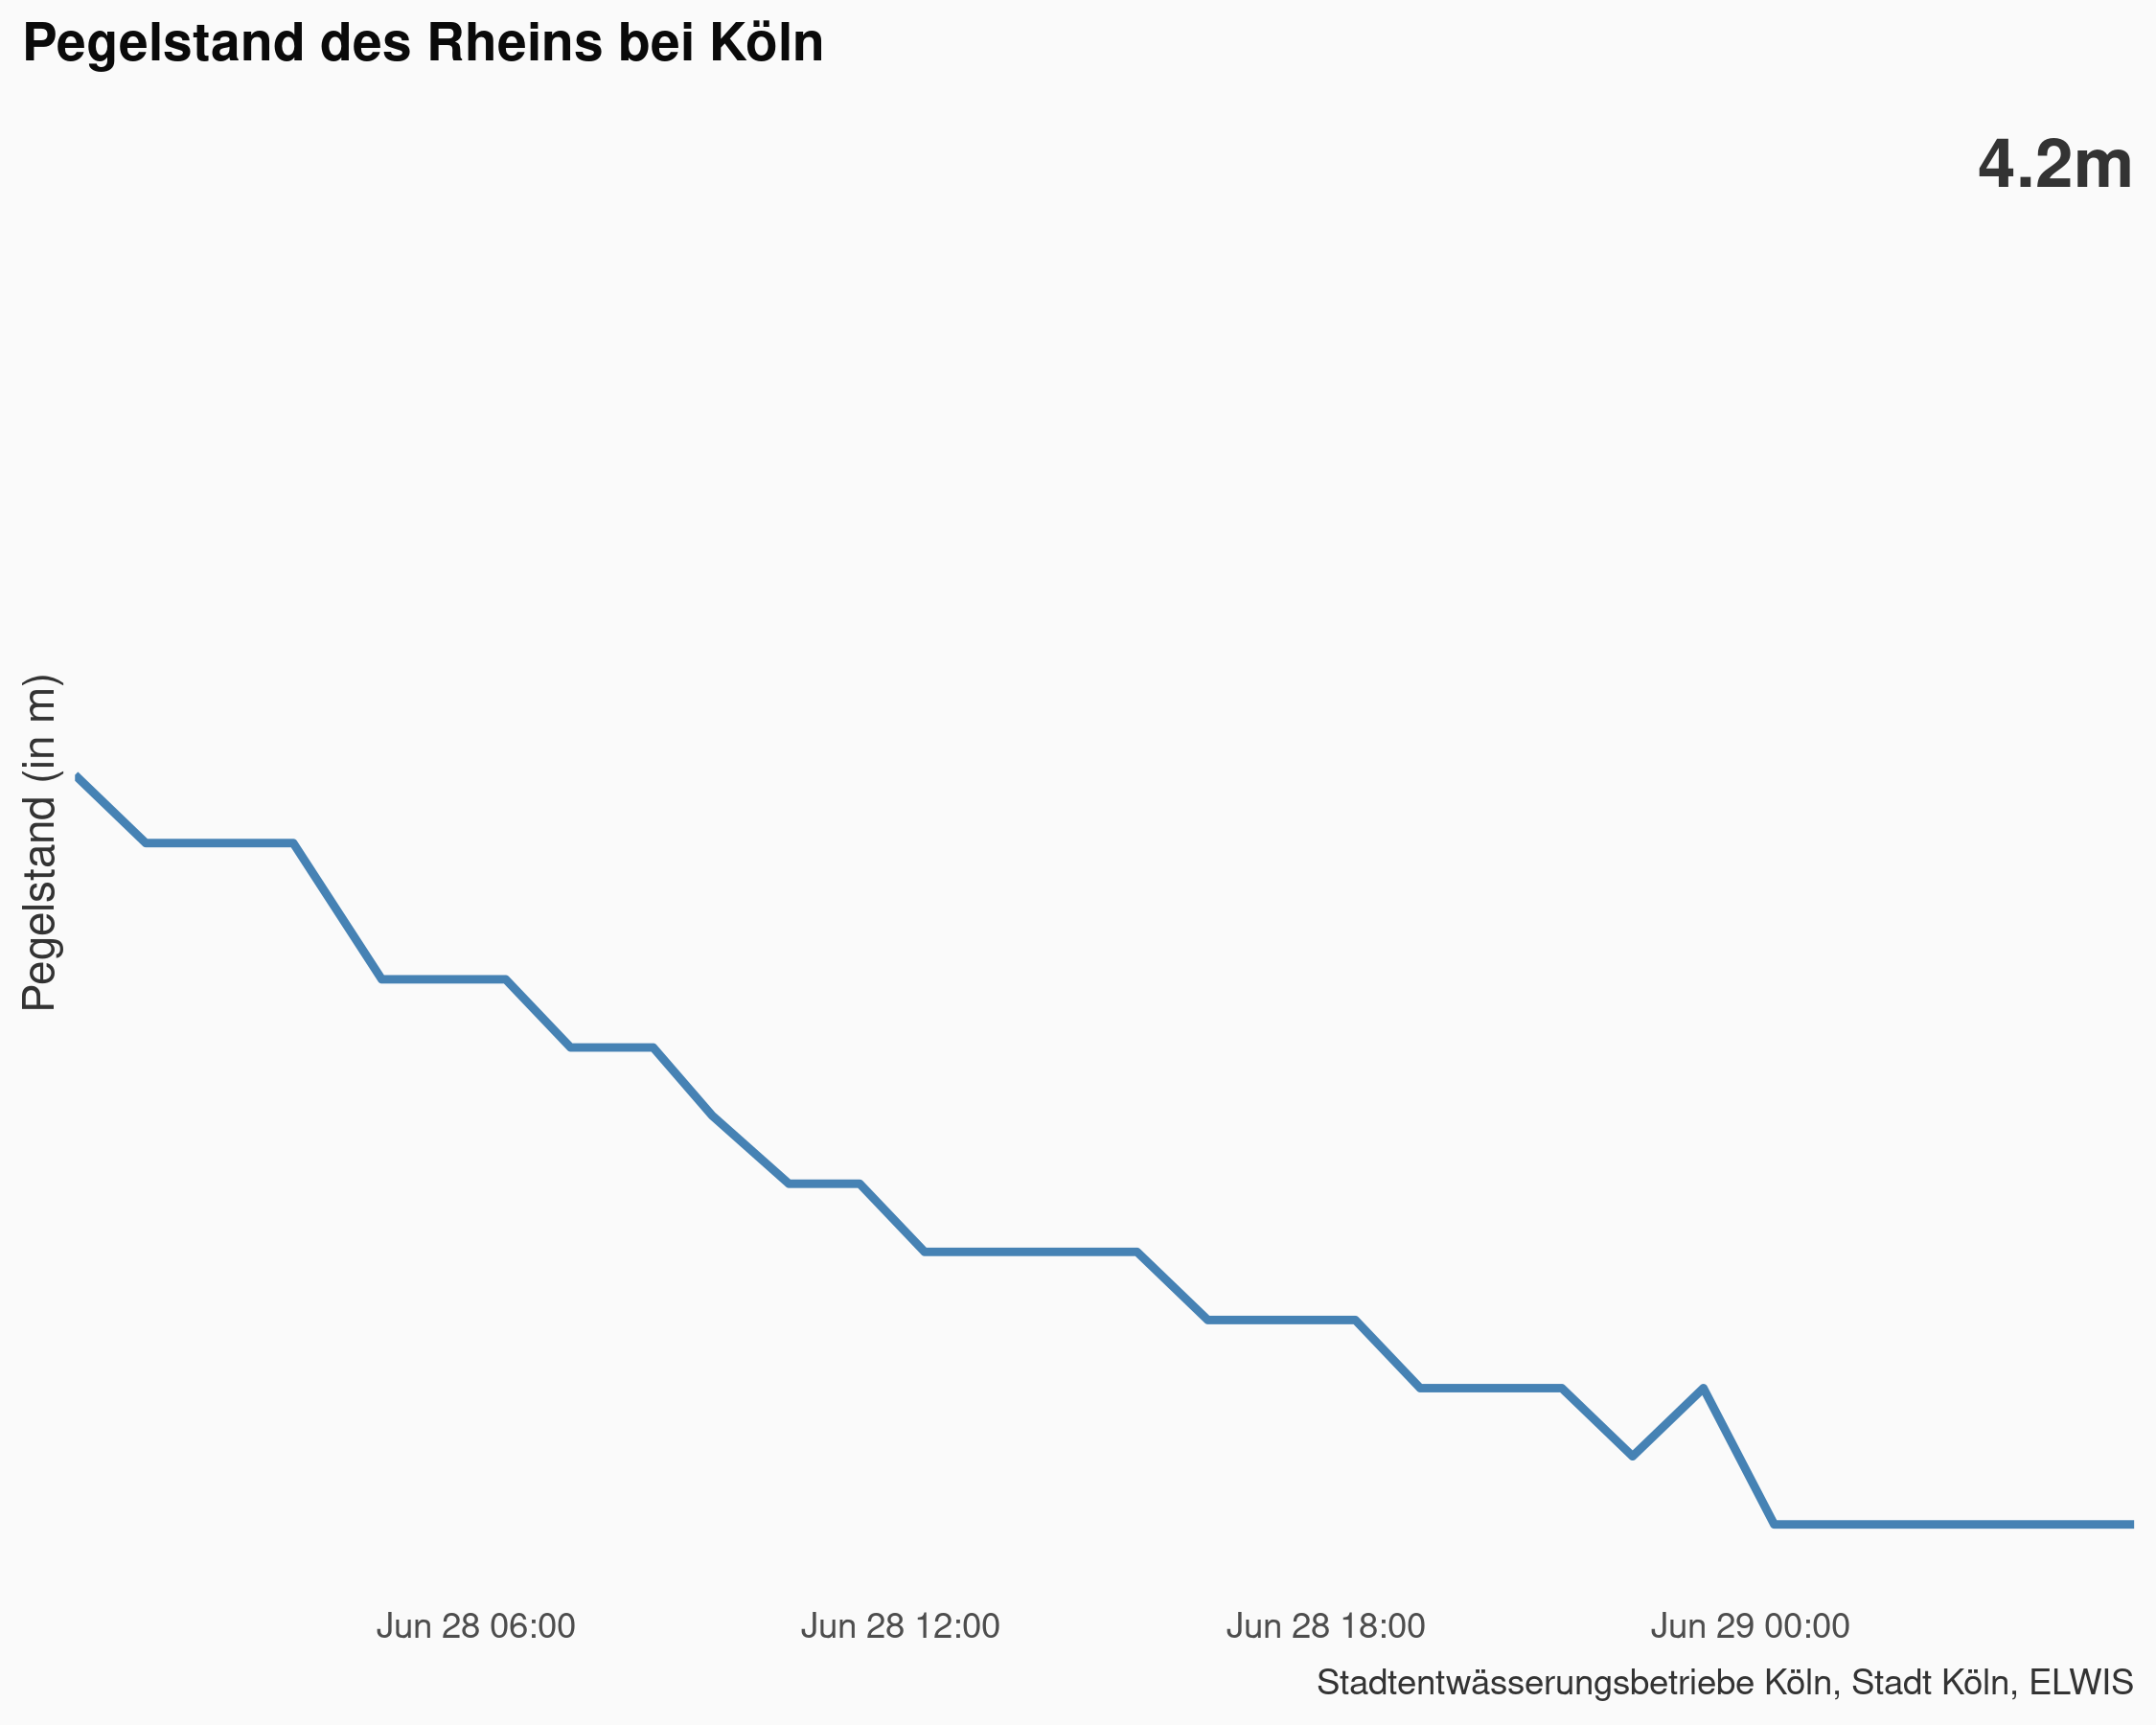 Pegelstand des Rheins bei Köln
4.2m
Pegelstand (in m)
Jun 28 06:00
Jun 28 12:00
Jun 28 18:00
Jun 29 00:00
Stadtentwässerungsbetriebe Köln, Stadt Köln, ELWIS